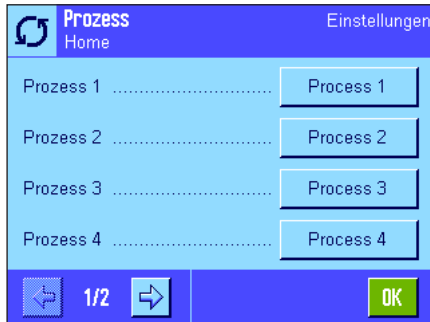 Prozess
Einstellungen
Home
Prozess 1 ............................ Process 1
Prozess 2 ............................ Process 2
Prozess 3 ............................ Process 3
Prozess 4 ............................ Process 4
1/2
OK